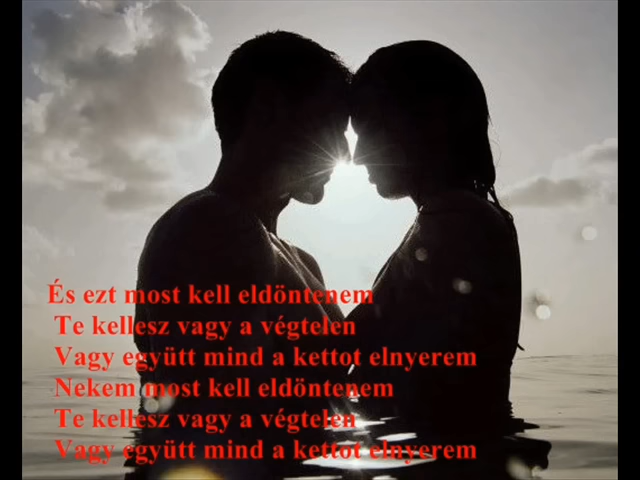 És ezt most kell eldöntenem
Te kellesz vagy a végtelen
Vagy együtt mind a kettot elnyerem
Nekem most kell eldöntenem
Te kellesz vagy a végtelen
Vagy együtt mind a kettot elnyerem